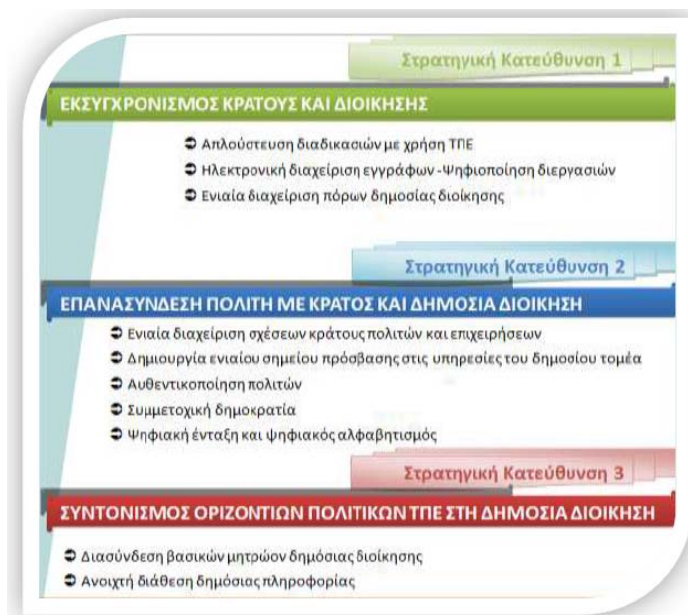 Στρατηγική Κατεύθυνση 1
ΕΚΣΥΓΧΡΟΝΙΣΜΟΣ ΚΡΑΤΟΥΣ ΚΑΙ ΔΙΟΙΚΗΣΗΣ
➲ Απλούστευση διαδικασιών με χρήση ΤΠΕ
➲ Ηλεκτρονική διαχείριση εγγράφων -Ψηφιοποίηση διεργασιών
➲ Ενιαία διαχείριση πόρων δημοσίας διοίκησης
Στρατηγική Κατεύθυνση 2
ΕΠΑΝΑΣΥΝΔΕΣΗ ΠΟΛΙΤΗ ΜΕ ΚΡΑΤΟΣ ΚΑΙ ΔΗΜΟΣΙΑ ΔΙΟΙΚΗΣΗ
➲ Ενιαία διαχείριση σχέσεων κράτους πολιτών και επιχειρήσεων
➲ Δημιουργία ενιαίου σημείου πρόσβασης στις υπηρεσίες του δημοσίου τομέα
➲ Αυθεντικοποίηση πολιτών
➲ Συμμετοχική δημοκρατία
➲ Ψηφιακή ένταξη και ψηφιακός αλφαβητισμός
Στρατηγική Κατεύθυνση 3
ΣΥΝΤΟΝΙΣΜΟΣ ΟΡΙΖΟΝΤΙΩΝ ΠΟΛΙΤΙΚΩΝ ΤΠΕ ΣΤΗ ΔΗΜΟΣΙΑ ΔΙΟΙΚΗΣΗ
➲ Διασύνδεση βασικών μητρώον δημόσιας διοίκησης
➲ Ανοιχτή διάθεση δημόσιας πληροφορίας